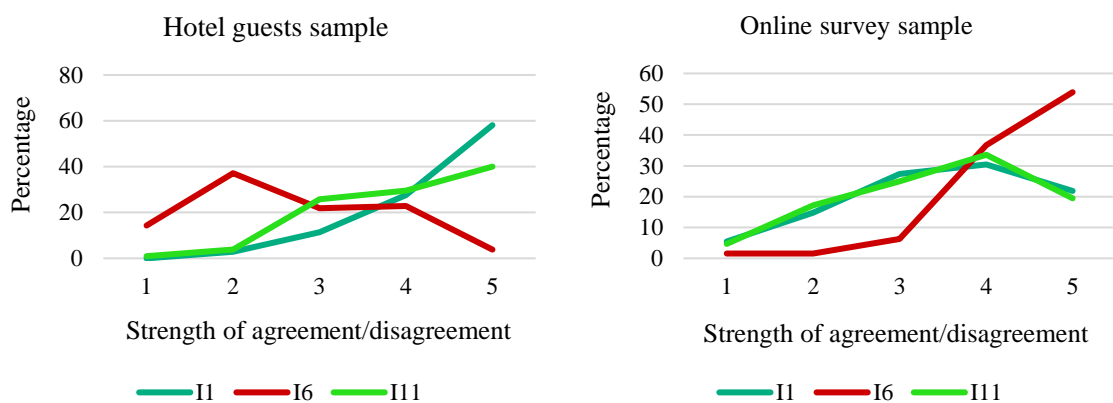 Hotel guests sample
80
60
40
20
0
Percentage
1 2 3 4 5
Strength of agreement/disagreement
I1 I6 I11
Online survey sample
60
50
40
30
20
10
0
Percentage
1 2 3 4 5
Strength of agreement/disagreement
I1 I6 I11